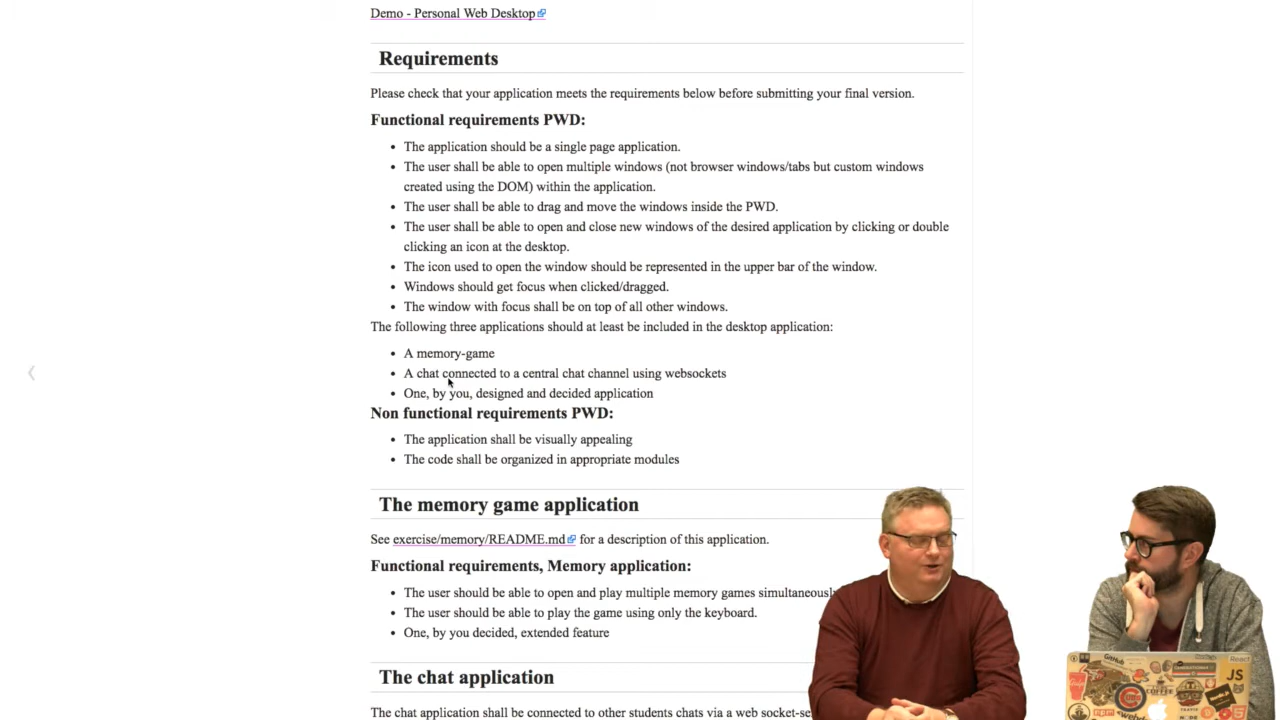 Demo - Personal Web Desktop
Requirements
Please check that your application meets the requirements below before submitting your final version.
Functional requirements PWD:
• The application should be a single page application.
• The user shall be able to open multiple windows (not browser windows/tabs but custom windows
created using the DOM) within the application.
• The user shall be able to drag and move the windows inside the PWD.
• The user shall be able to open and close new windows of the desired application by clicking or double
clicking an icon at the desktop.
• The icon used to open the window should be represented in the upper bar of the window.
• Windows should get focus when clicked/dragged.
• The window with focus shall be on top of all other windows.
The following three applications should at least be included in the desktop application:
• A memory-game
• A chat connected to a central chat channel using websockets
• One, by you, designed and decided application
Non functional requirements PWD:
• The application shall be visually appealing
• The code shall be organized in appropriate modules
The memory game application
See exercise/memory/README.md for a description of this application.
Functional requirements, Memory application:
• The user should be able to open and play multiple memory games simultaneously
• The user should be able to play the game using only the keyboard.
• One, by you decided, extended feature
The chat application
The chat application shall be connected to other students chats via a web socket-se
GitHub
React
JS